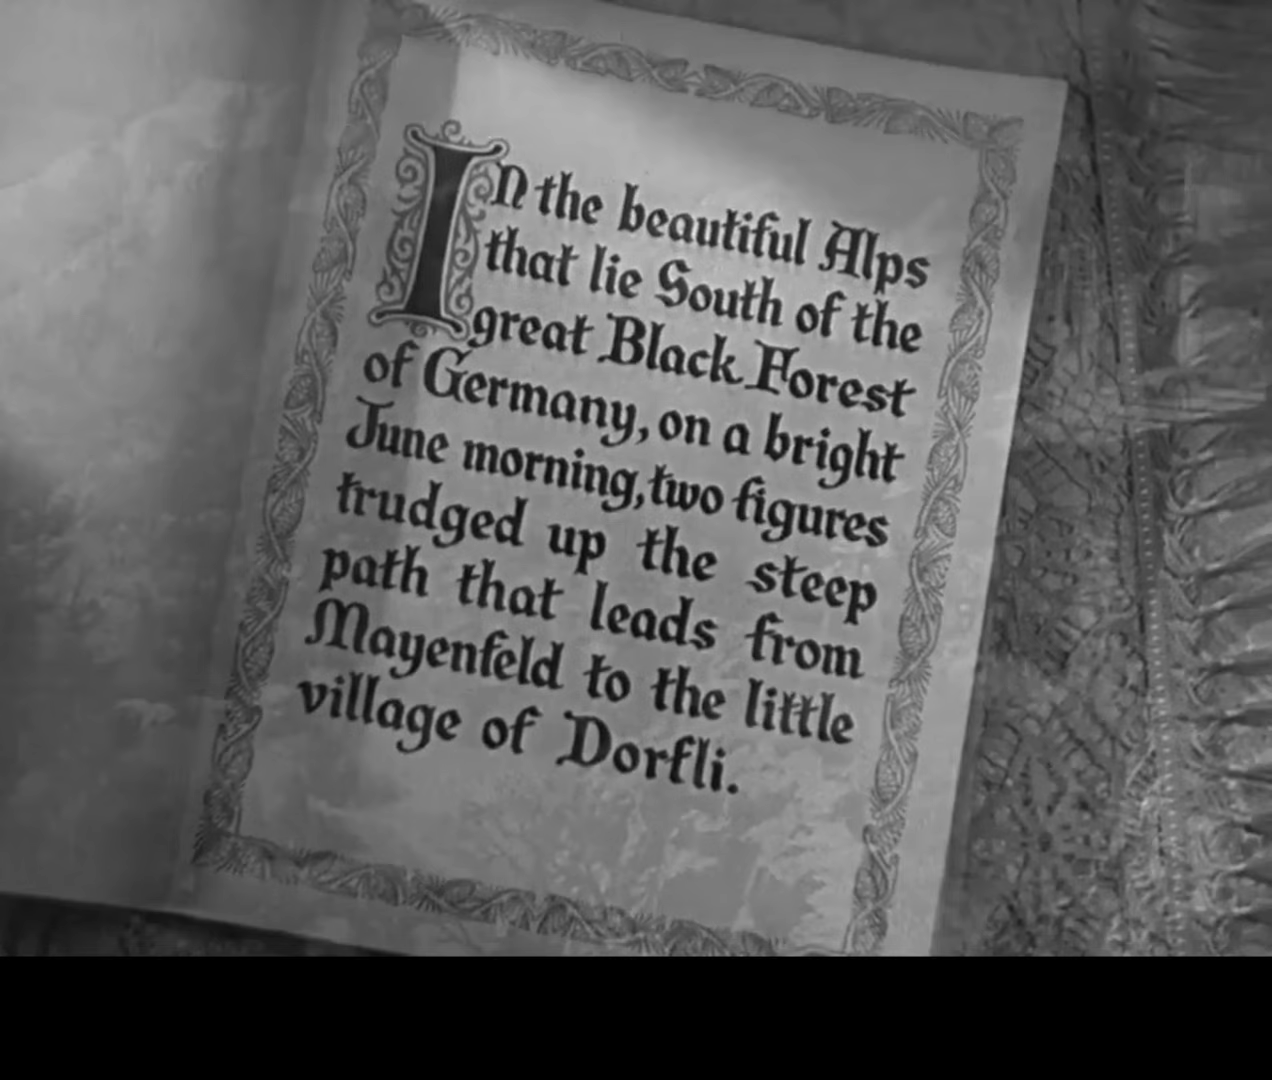 In the beautiful Alps
that lie South of the
great Black Forest
of Germany, on a bright
June morning, two figures
trudged up the steep
path that leads from
Mayenfeld to the little
village of Dorfli.